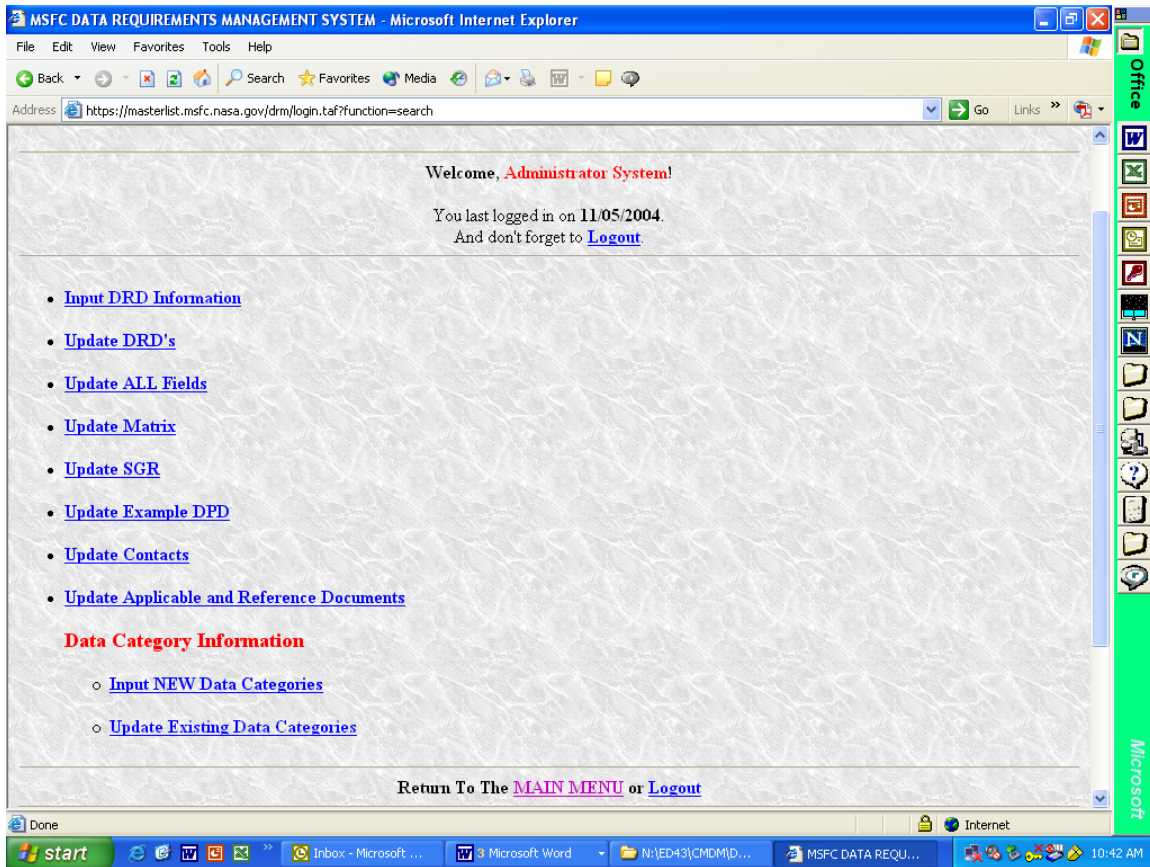 MSFC DATA REQUIREMENTS MANAGEMENT SYSTEM - Microsoft Internet Explorer
File Edit View Favorites Tools Help
Back Search Favorites Media
Address https://masterlist.msfc.nasa.gov/drm/login.taf?function=search Go Links »
Office
Welcome, Administrator System!
You last logged in on 11/05/2004.
And don't forget to Logout.
Input DRD Information
Update DRD's
Update ALL Fields
Update Matrix
Update SGR
Update Example DPD
Update Contacts
Update Applicable and Reference Documents
Data Category Information
Input NEW Data Categories
Update Existing Data Categories
Return To The MAIN MENU or Logout
Microsoft
Done Internet
start » Inbox - Microsoft ... 3 Microsoft Word N:\ED43\CMDM\D... MSFC DATA REQU... 10:42 AM